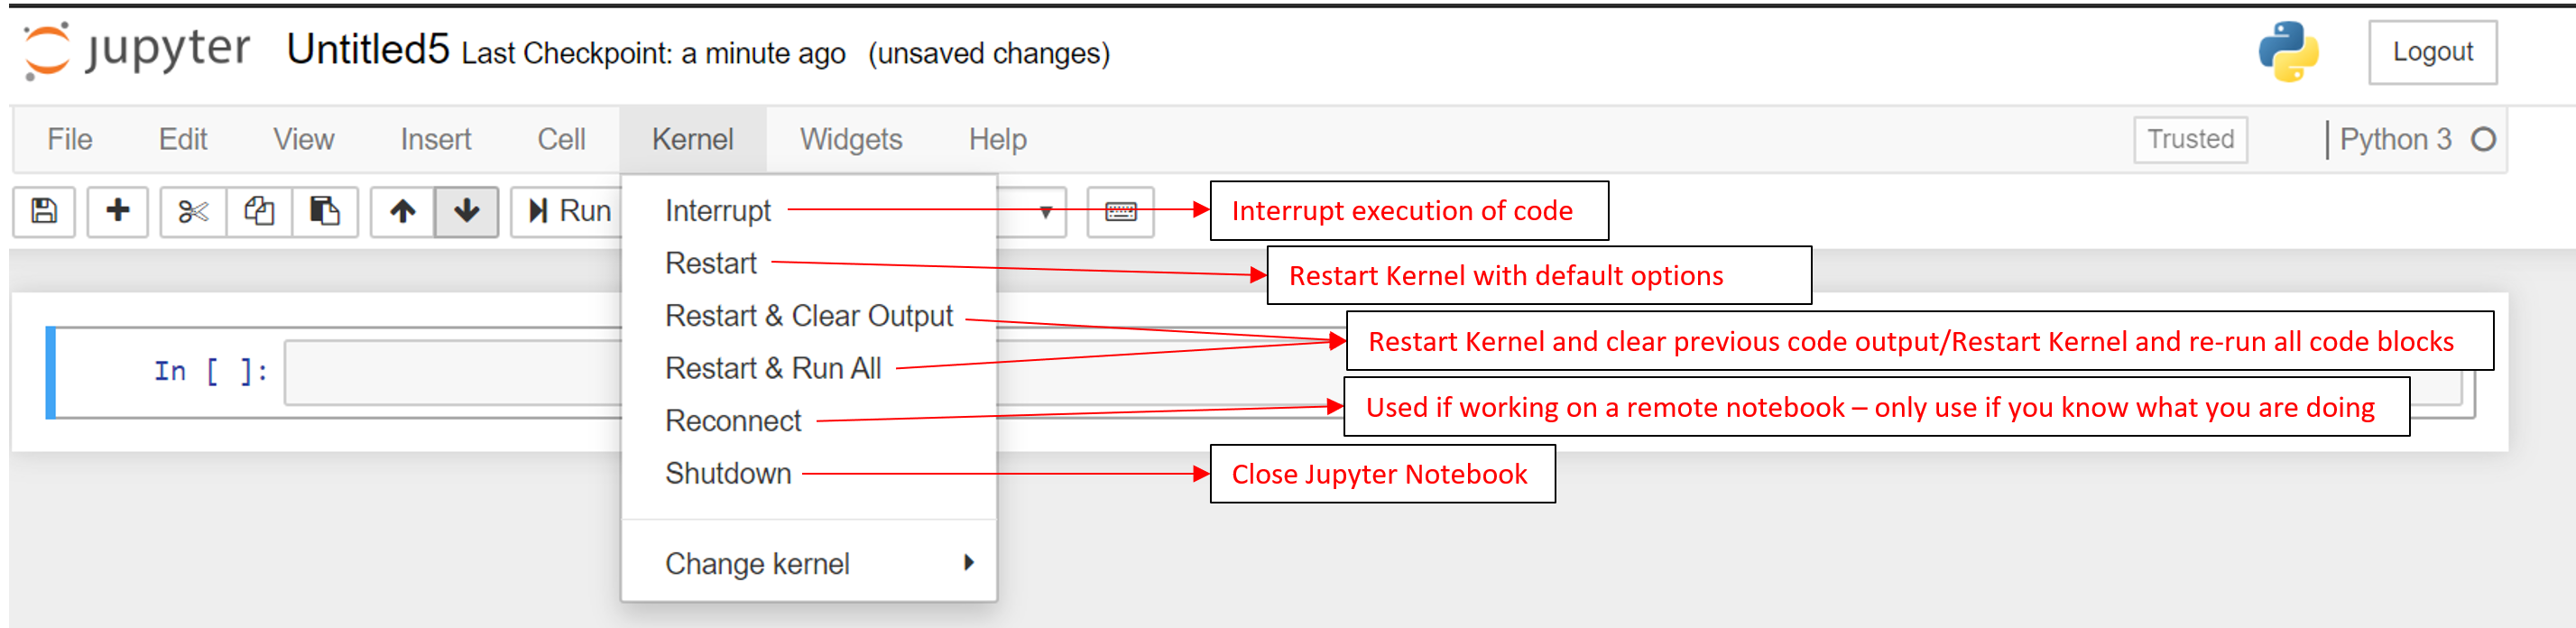 jupyter Untitled5 Last Checkpoint: a minute ago (unsaved changes)
Logout
File Edit View Insert Cell Kernel Widgets Help
Trusted
Python 3
Run
Interrupt
Interrupt execution of code
Restart
Restart Kernel with default options
Restart & Clear Output
Restart Kernel and clear previous code output/Restart Kernel and re-run all code blocks
In [ ]:
Restart & Run All
Reconnect
Used if working on a remote notebook – only use if you know what you are doing
Shutdown
Close Jupyter Notebook
Change kernel